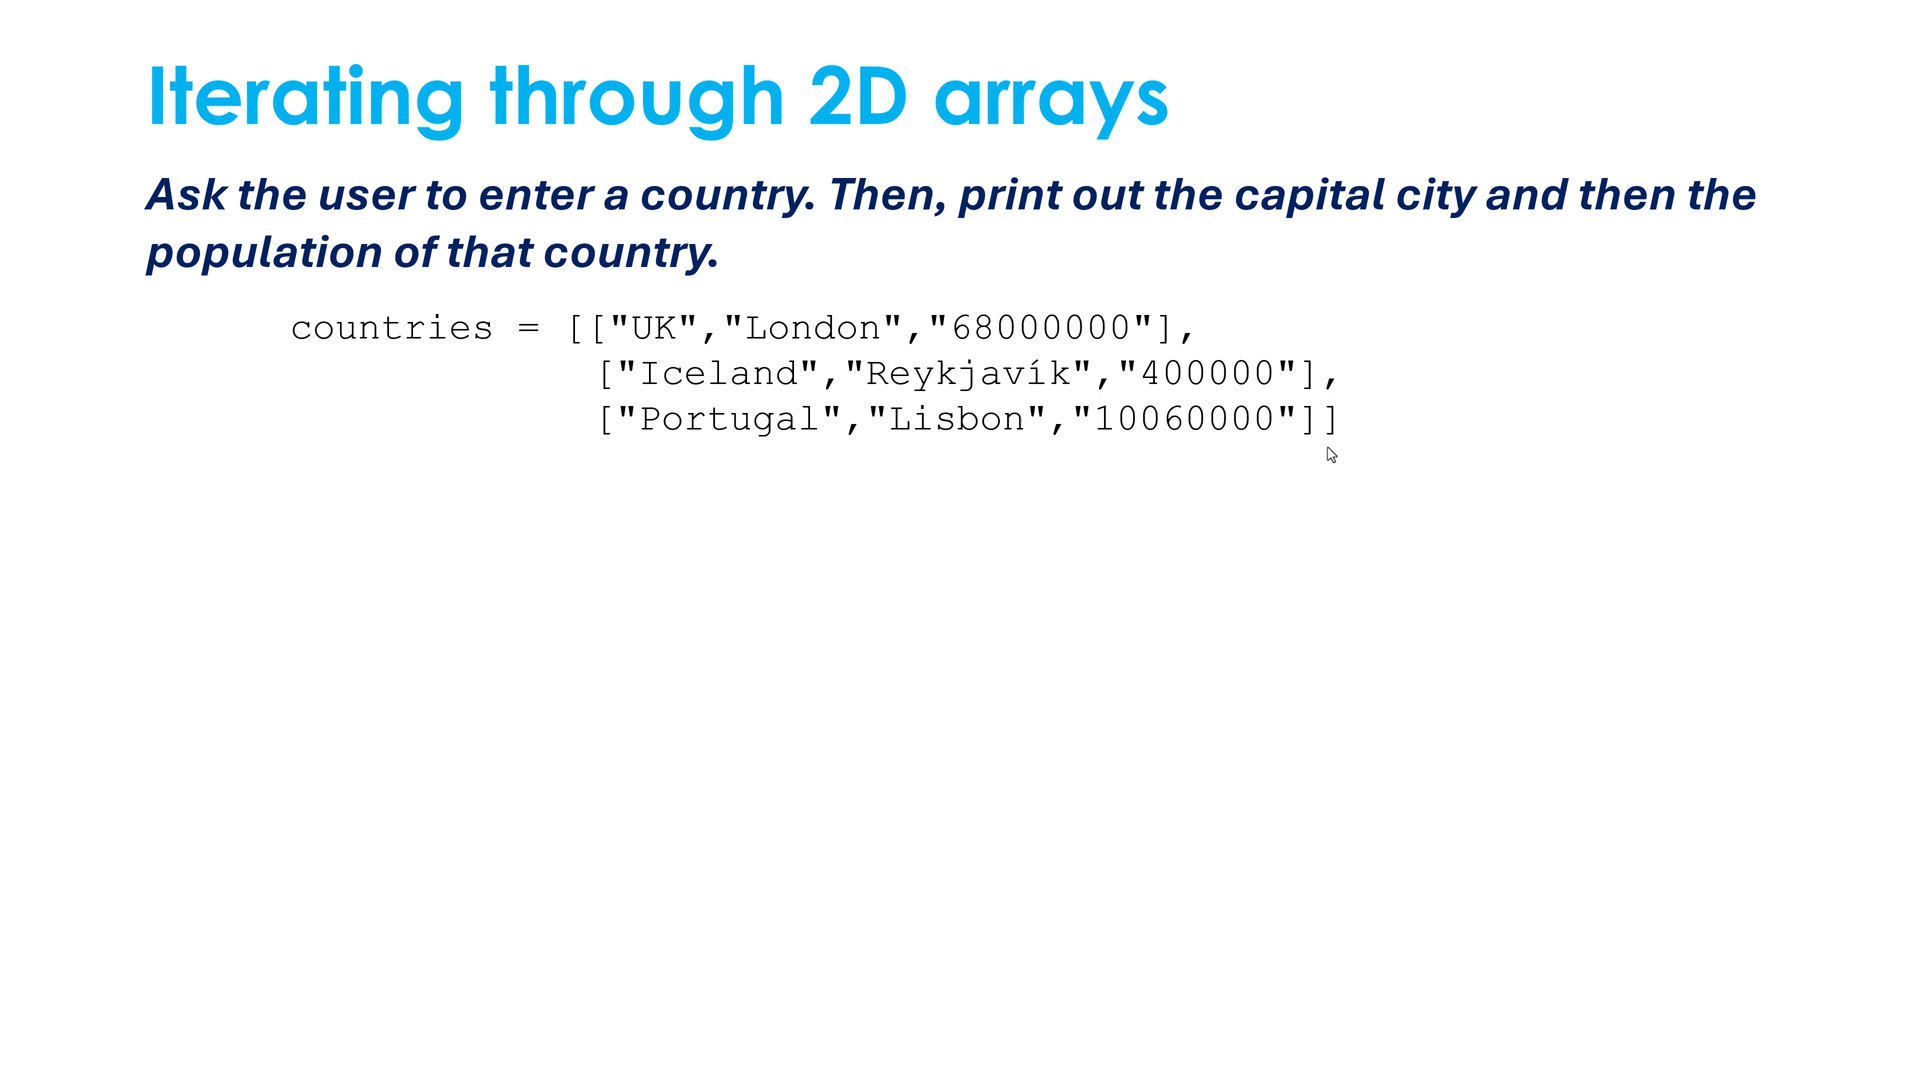 Iterating through 2D arrays
Ask the user to enter a country. Then, print out the capital city and then the
population of that country.
countries = [["UK","London","68000000"],
["Iceland","Reykjavík","400000"],
["Portugal","Lisbon","10060000"]]